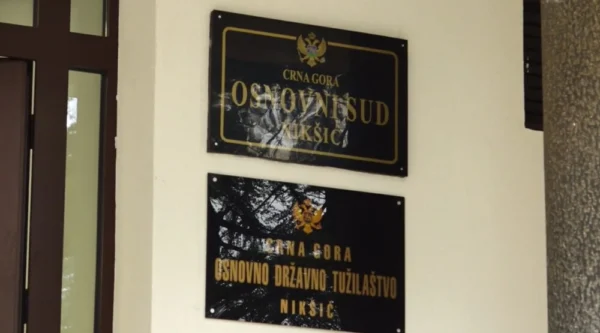 CRNA GORA
OSNOVNI SUD
NIKŠIĆ
CRNA GORA
OSNOVNO DRŽAVNO TUŽILAŠTVO
NIKŠIĆ